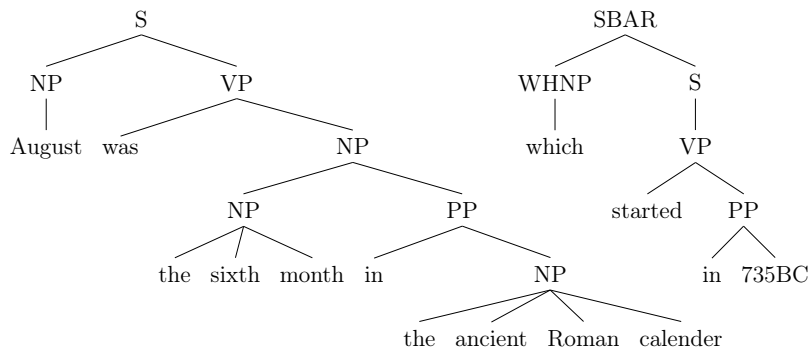 S SBAR
NP VP WHNP S
August was NP which VP
NP PP started PP
the sixth month in NP in 735BC
the ancient Roman calender